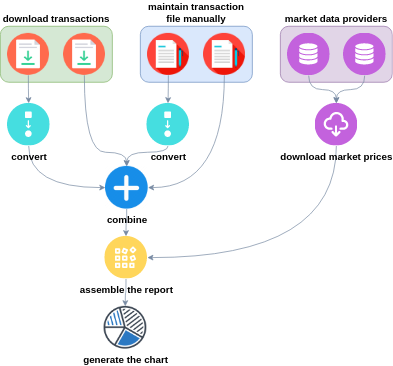 download transactions
maintain transaction
file manually
market data providers
convert
convert
download market prices
combine
assemble the report
generate the chart